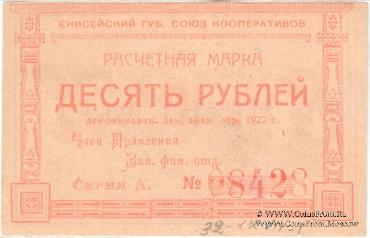 ЕНИСЕЙСКИЙ ГУБ. СОЮЗ КООПЕРАТИВОВ
РАСЧЕТНАЯ МАРКА
ДЕСЯТЬ РУБЛЕЙ
деноминован. ден. знак. обр. 1922 г.
Член Правления
Зав. фин. отд.
Серия А. № 08428
www.CoinsFrom.Ru